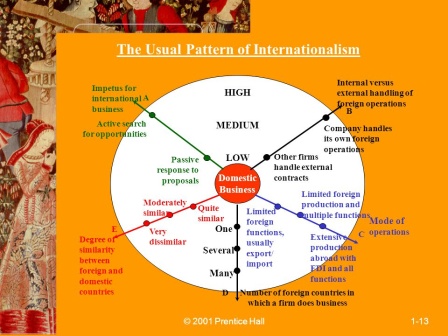 The Usual Pattern of Internationalism
Impetus for
international A
business
Active search
for opportunities
Passive
response to
proposals
HIGH
MEDIUM
LOW
Domestic
Business
Internal versus
external handling of
foreign operations
B
Company handles
its own foreign
operations
Other firms
handle external
contracts
Limited foreign
production and
multiple functions
Mode of
operations
C
Extensive
production
abroad with
EDI and all
functions
Limited
foreign
functions,
usually
export/
import
Quite
similar
Moderately
similar
Very
dissimilar
E
Degree of
similarity
between
foreign and
domestic
countries
One
Several
Many
D
Number of foreign countries in
which a firm does business
© 2001 Prentice Hall
1-13